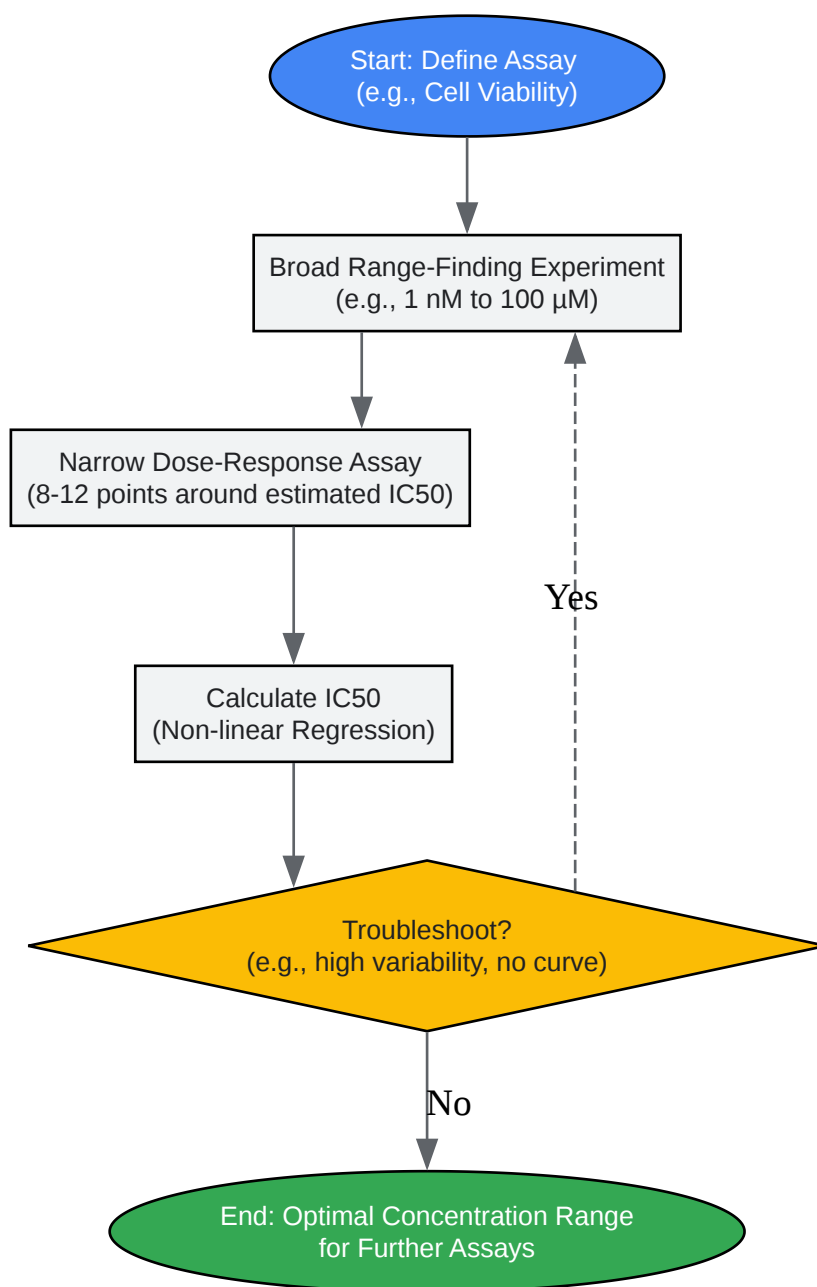 Start: Define Assay
(e.g., Cell Viability)
Broad Range-Finding Experiment
(e.g., 1 nM to 100 µM)
Narrow Dose-Response Assay
(8-12 points around estimated IC50)
Yes
Calculate IC50
(Non-linear Regression)
Troubleshoot?
(e.g., high variability, no curve)
No
End: Optimal Concentration Range
for Further Assays